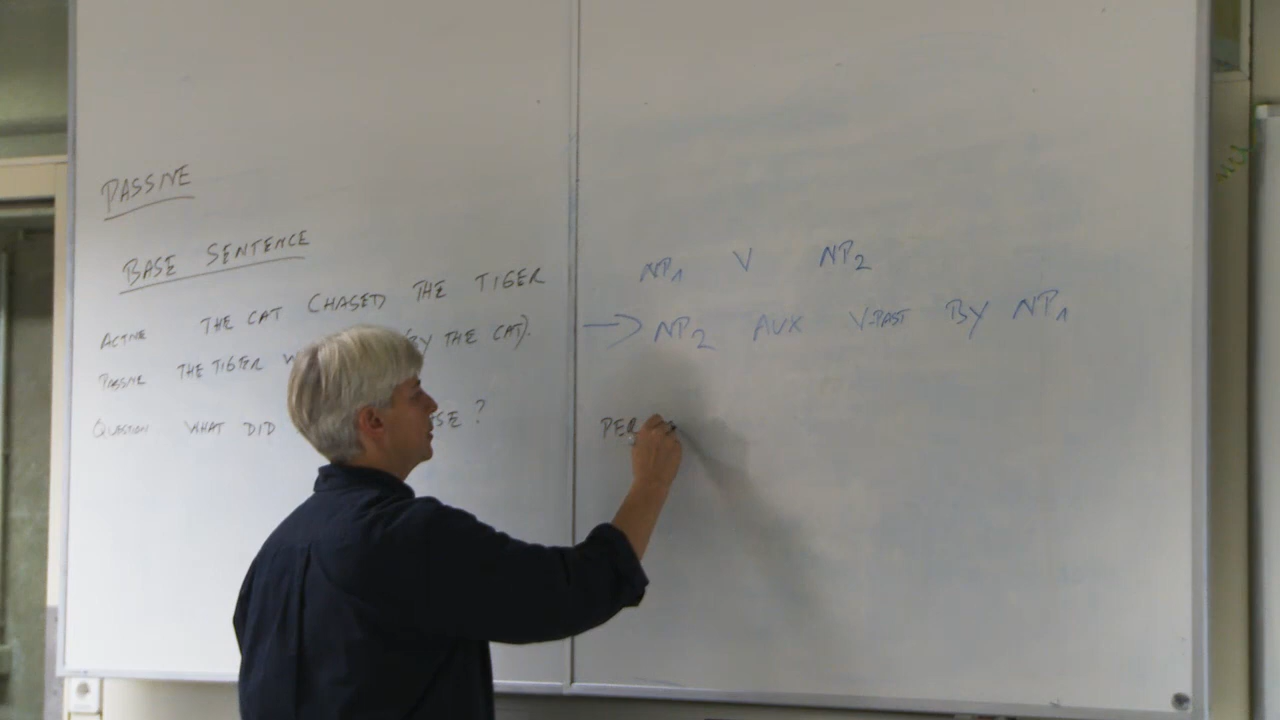 PASSIVE
BASE SENTENCE
ACTIVE THE CAT CHASED THE TIGER
PASSIVE THE TIGER BY THE CAT).
QUESTION WHAT DID ?
NP1 V NP2
→ NP2 AUX V-PAST BY NP1
PER